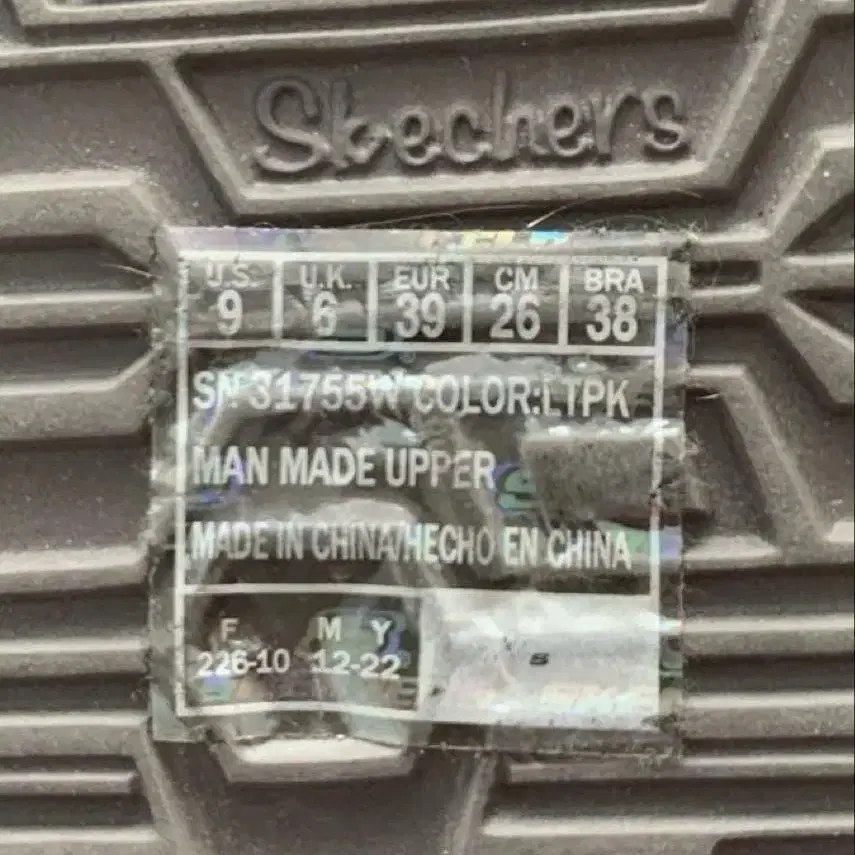 Skechers
U.S. U.K. EUR CM BRA
9 6 39 26 38
SN 31755W COLOR:LTPK
MAN MADE UPPER
MADE IN CHINA/HECHO EN CHINA
F M Y
226-10 12-22
S